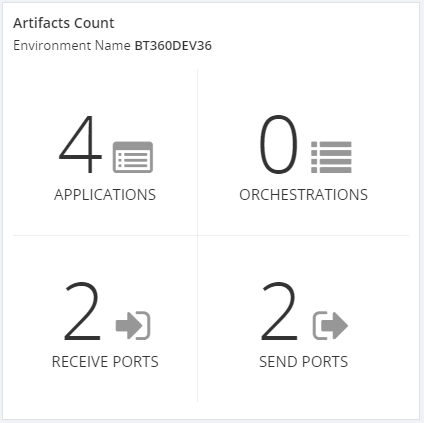 Artifacts Count
Environment Name BT360DEV36
4
APPLICATIONS
0
ORCHESTRATIONS
2
RECEIVE PORTS
2
SEND PORTS